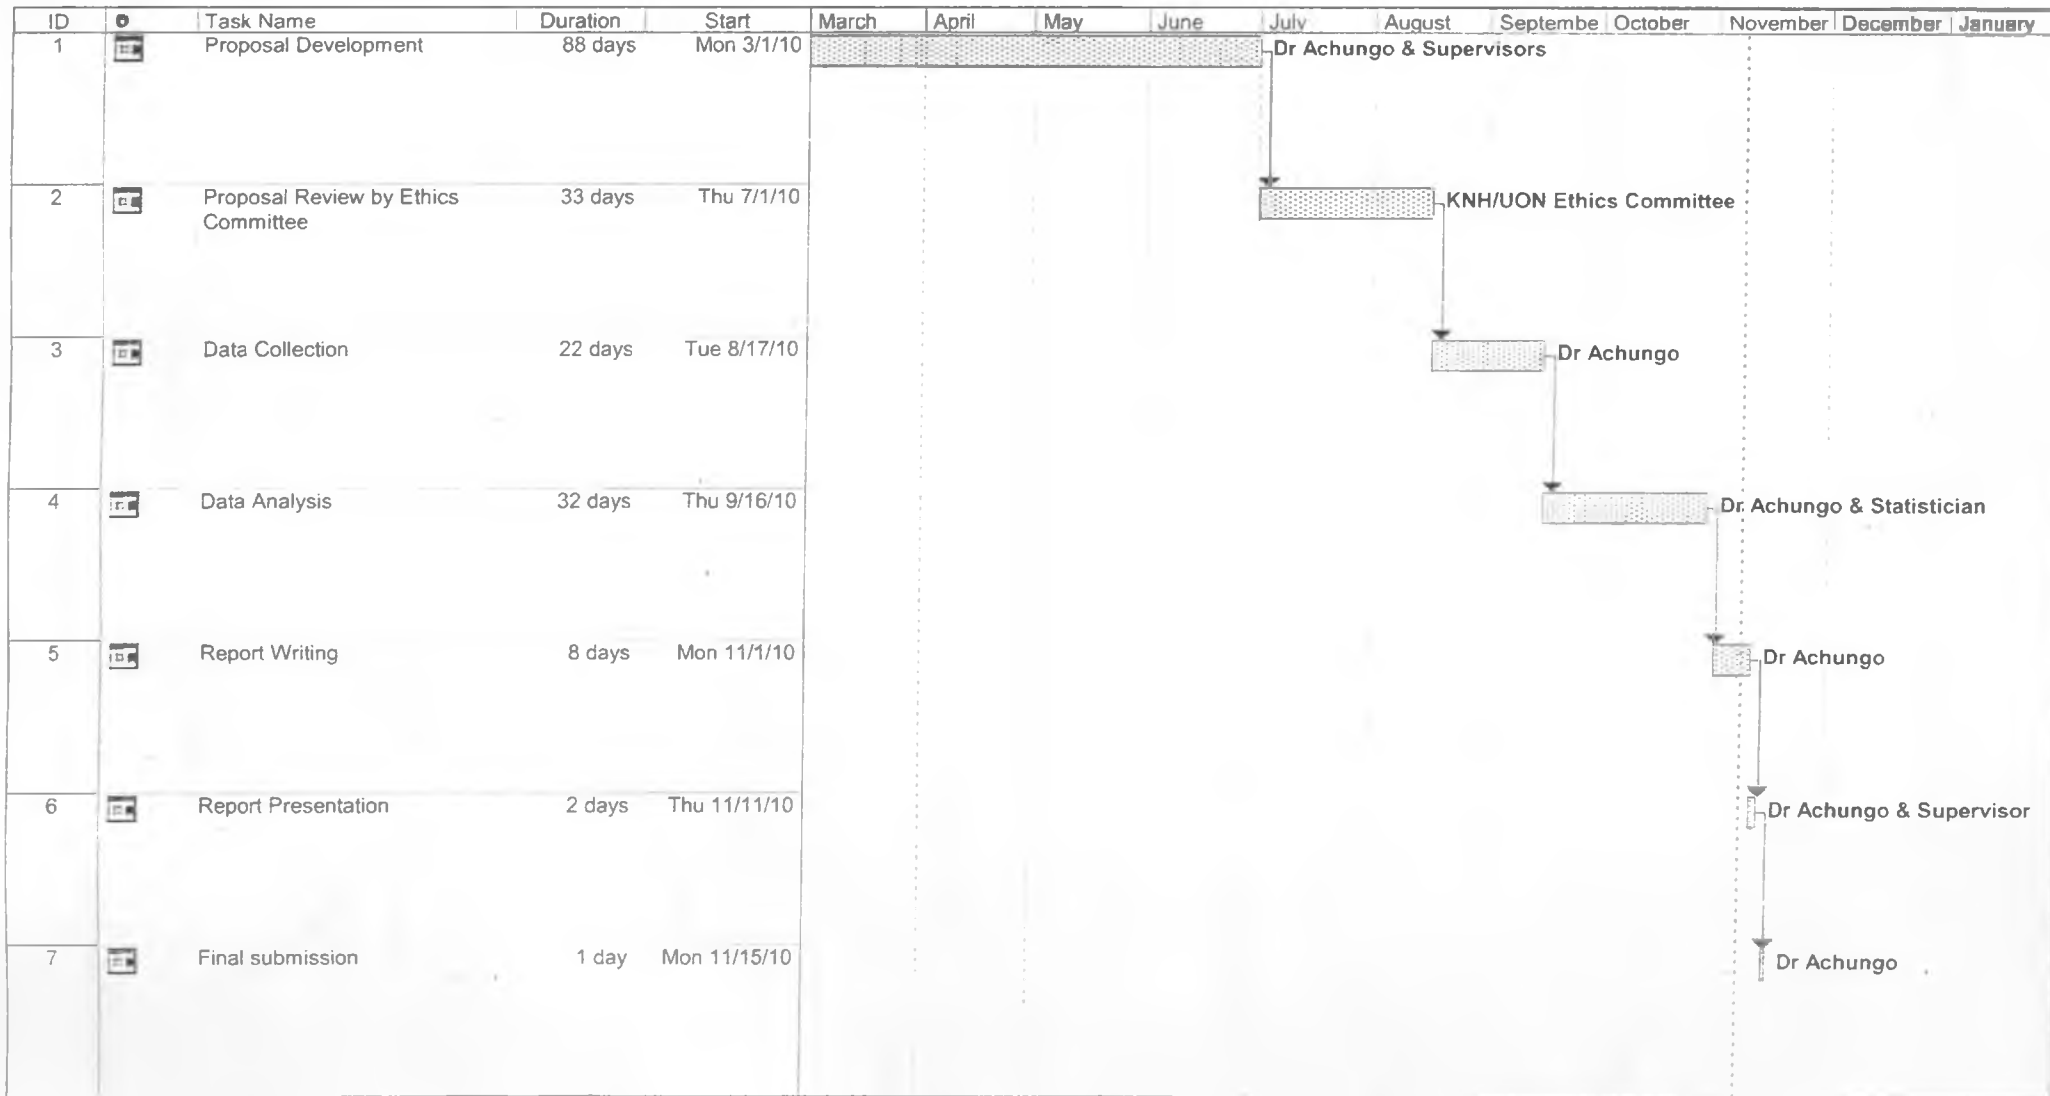 ID Task Name Duration Start March April May June July August Septembe October November December January
1 Proposal Development 88 days Mon 3/1/10 Dr Achungo & Supervisors
2 Proposal Review by Ethics 33 days Thu 7/1/10 KNH/UON Ethics Committee
Committee
3 Data Collection 22 days Tue 8/17/10 Dr Achungo
4 Data Analysis 32 days Thu 9/16/10 Dr Achungo & Statistician
5 Report Writing 8 days Mon 11/1/10 Dr Achungo
6 Report Presentation 2 days Thu 11/11/10 Dr Achungo & Supervisor
7 Final submission 1 day Mon 11/15/10 Dr Achungo